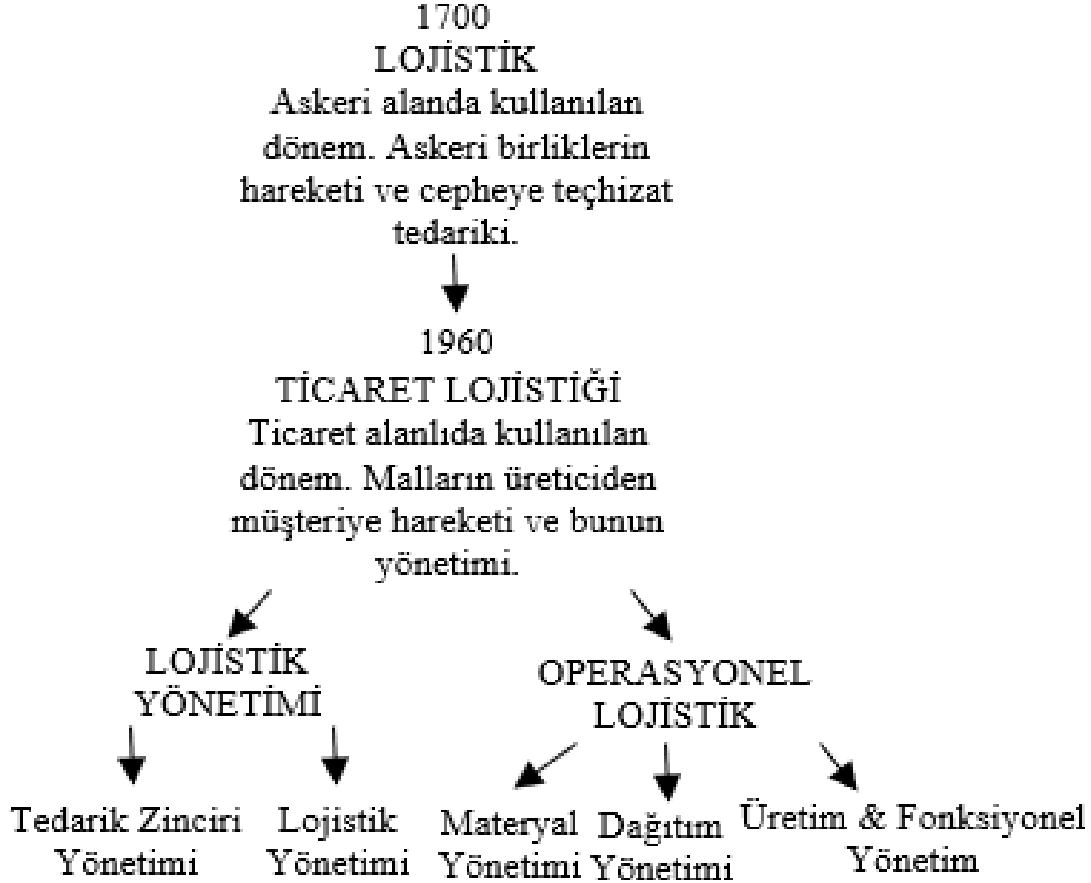 1700
LOJİSTİK
Askeri alanda kullanılan
dönem. Askeri birliklerin
hareketi ve cepheye teçhizat
tedariki.
1960
TİCARET LOJİSTİĞİ
Ticaret alanlıda kullanılan
dönem. Malların üreticiden
müşteriye hareketi ve bunun
yönetimi.
LOJİSTİK
YÖNETİMİ
OPERASYONEL
LOJİSTİK
Tedarik Zinciri
Yönetimi
Lojistik
Yönetimi
Materyal
Yönetimi
Dağıtım
Yönetimi
Üretim & Fonksiyonel
Yönetim